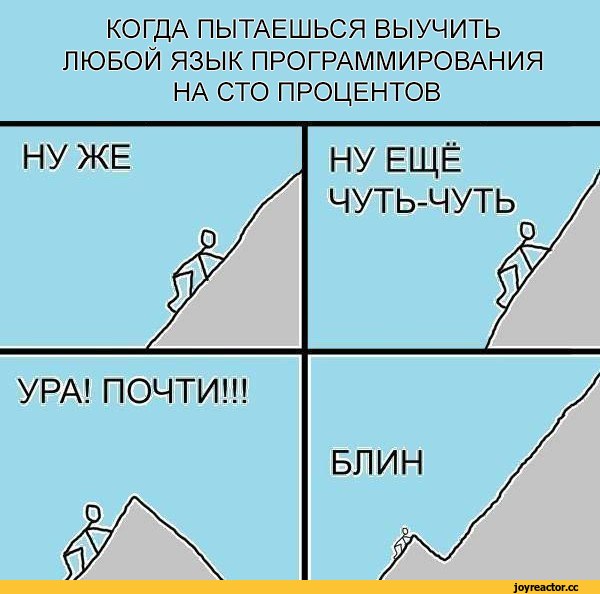 КОГДА ПЫТАЕШЬСЯ ВЫУЧИТЬ
ЛЮБОЙ ЯЗЫК ПРОГРАММИРОВАНИЯ
НА СТО ПРОЦЕНТОВ
НУ ЖЕ
НУ ЕЩЁ
ЧУТЬ-ЧУТЬ
УРА! ПОЧТИ!!!
БЛИН
joyreactor.cc